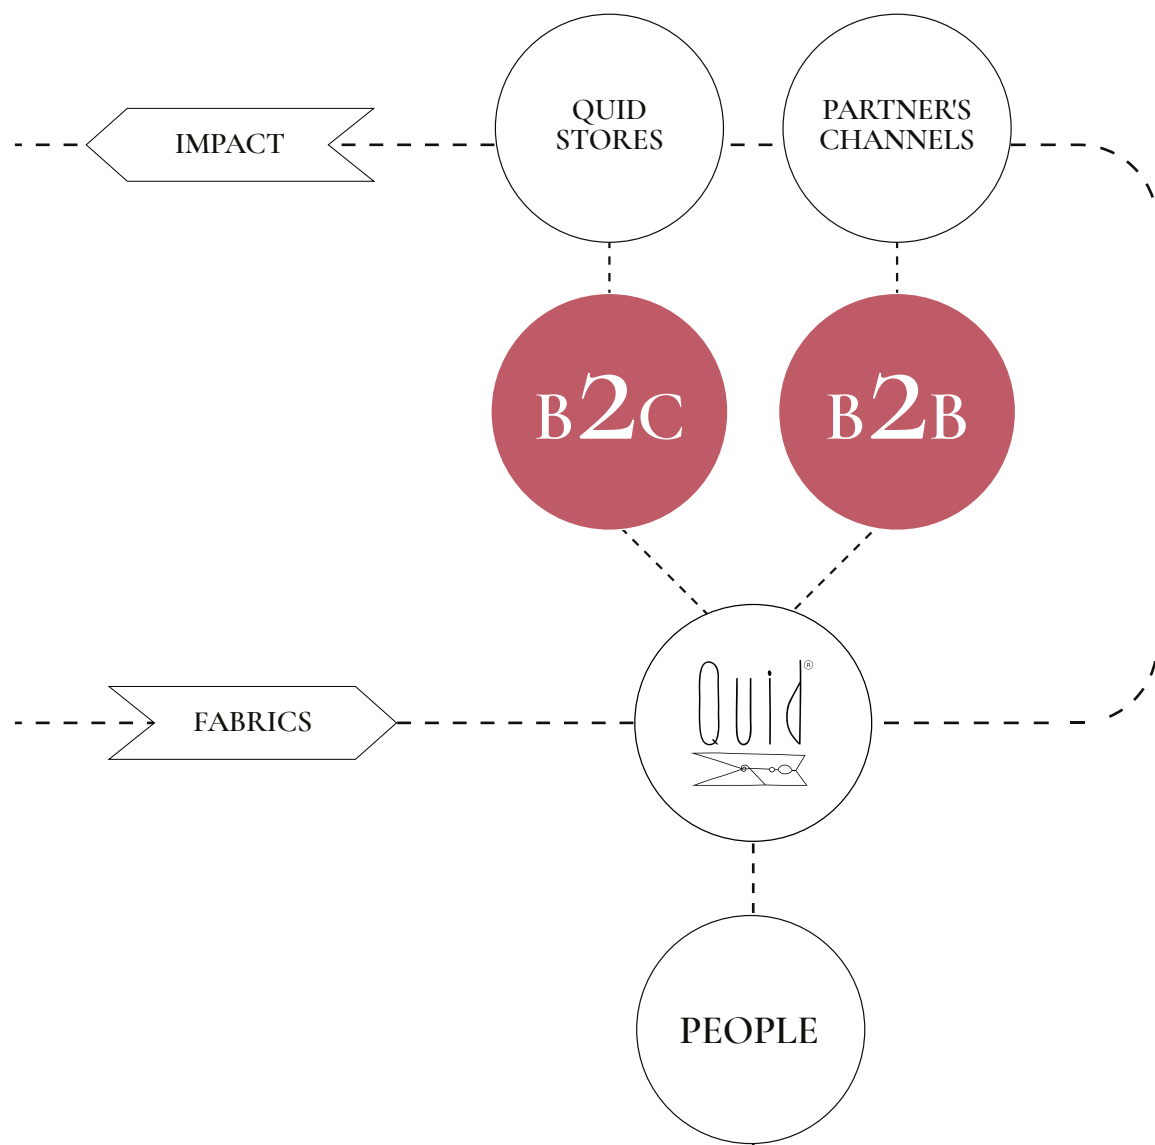 IMPACT
QUID
STORES
PARTNER'S
CHANNELS
B2C
B2B
FABRICS
Quid®
PEOPLE